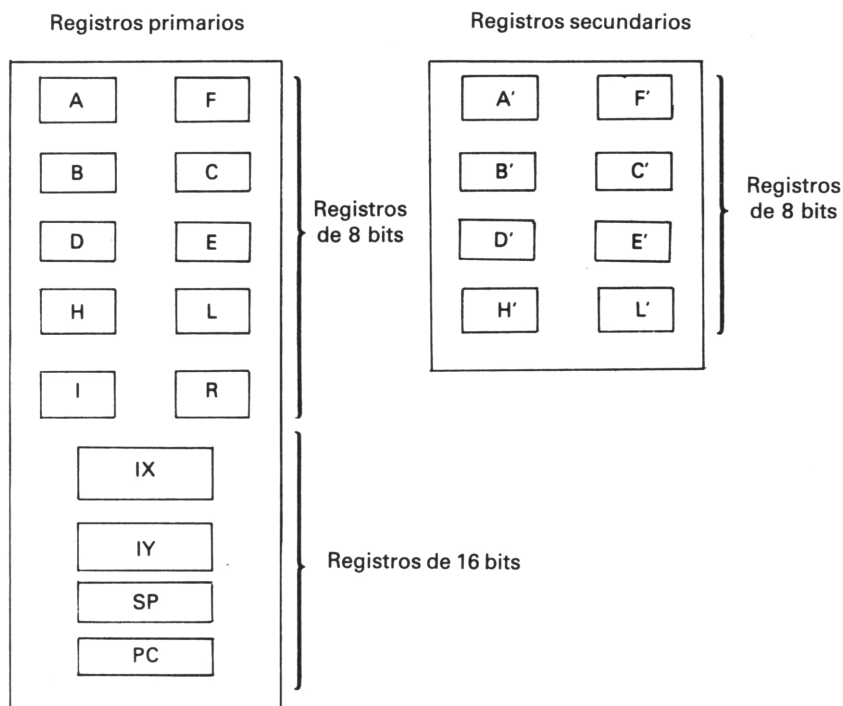 Registros primarios
A F
B C
D E
H L
I R
Registros
de 8 bits
IX
IY
SP
PC
Registros de 16 bits
Registros secundarios
A′ F′
B′ C′
D′ E′
H′ L′
Registros
de 8 bits